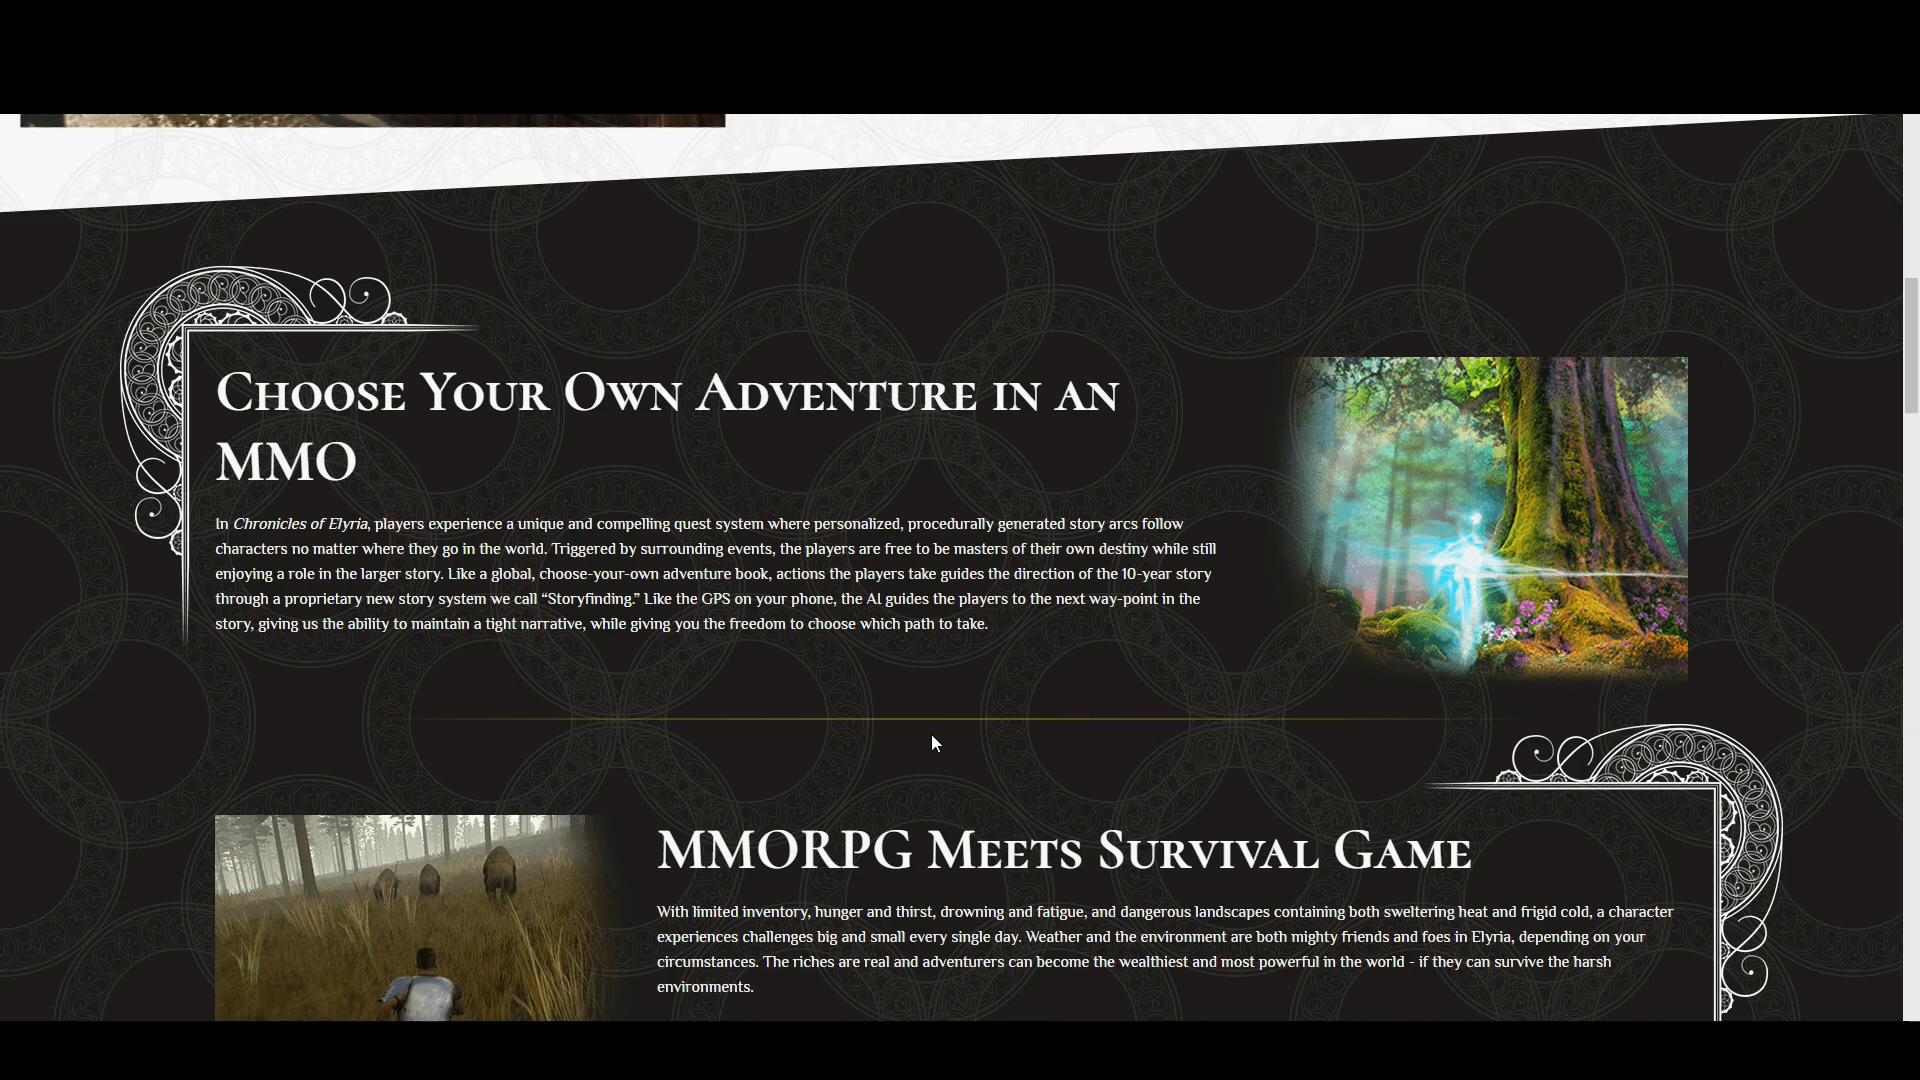 Choose Your Own Adventure in an
MMO
In Chronicles of Elyria, players experience a unique and compelling quest system where personalized, procedurally generated story arcs follow
characters no matter where they go in the world. Triggered by surrounding events, the players are free to be masters of their own destiny while still
enjoying a role in the larger story. Like a global, choose-your-own adventure book, actions the players take guides the direction of the 10-year story
through a proprietary new story system we call “Storyfinding.” Like the GPS on your phone, the AI guides the players to the next way-point in the
story, giving us the ability to maintain a tight narrative, while giving you the freedom to choose which path to take.
MMORPG Meets Survival Game
With limited inventory, hunger and thirst, drowning and fatigue, and dangerous landscapes containing both sweltering heat and frigid cold, a character
experiences challenges big and small every single day. Weather and the environment are both mighty friends and foes in Elyria, depending on your
circumstances. The riches are real and adventurers can become the wealthiest and most powerful in the world - if they can survive the harsh
environments.